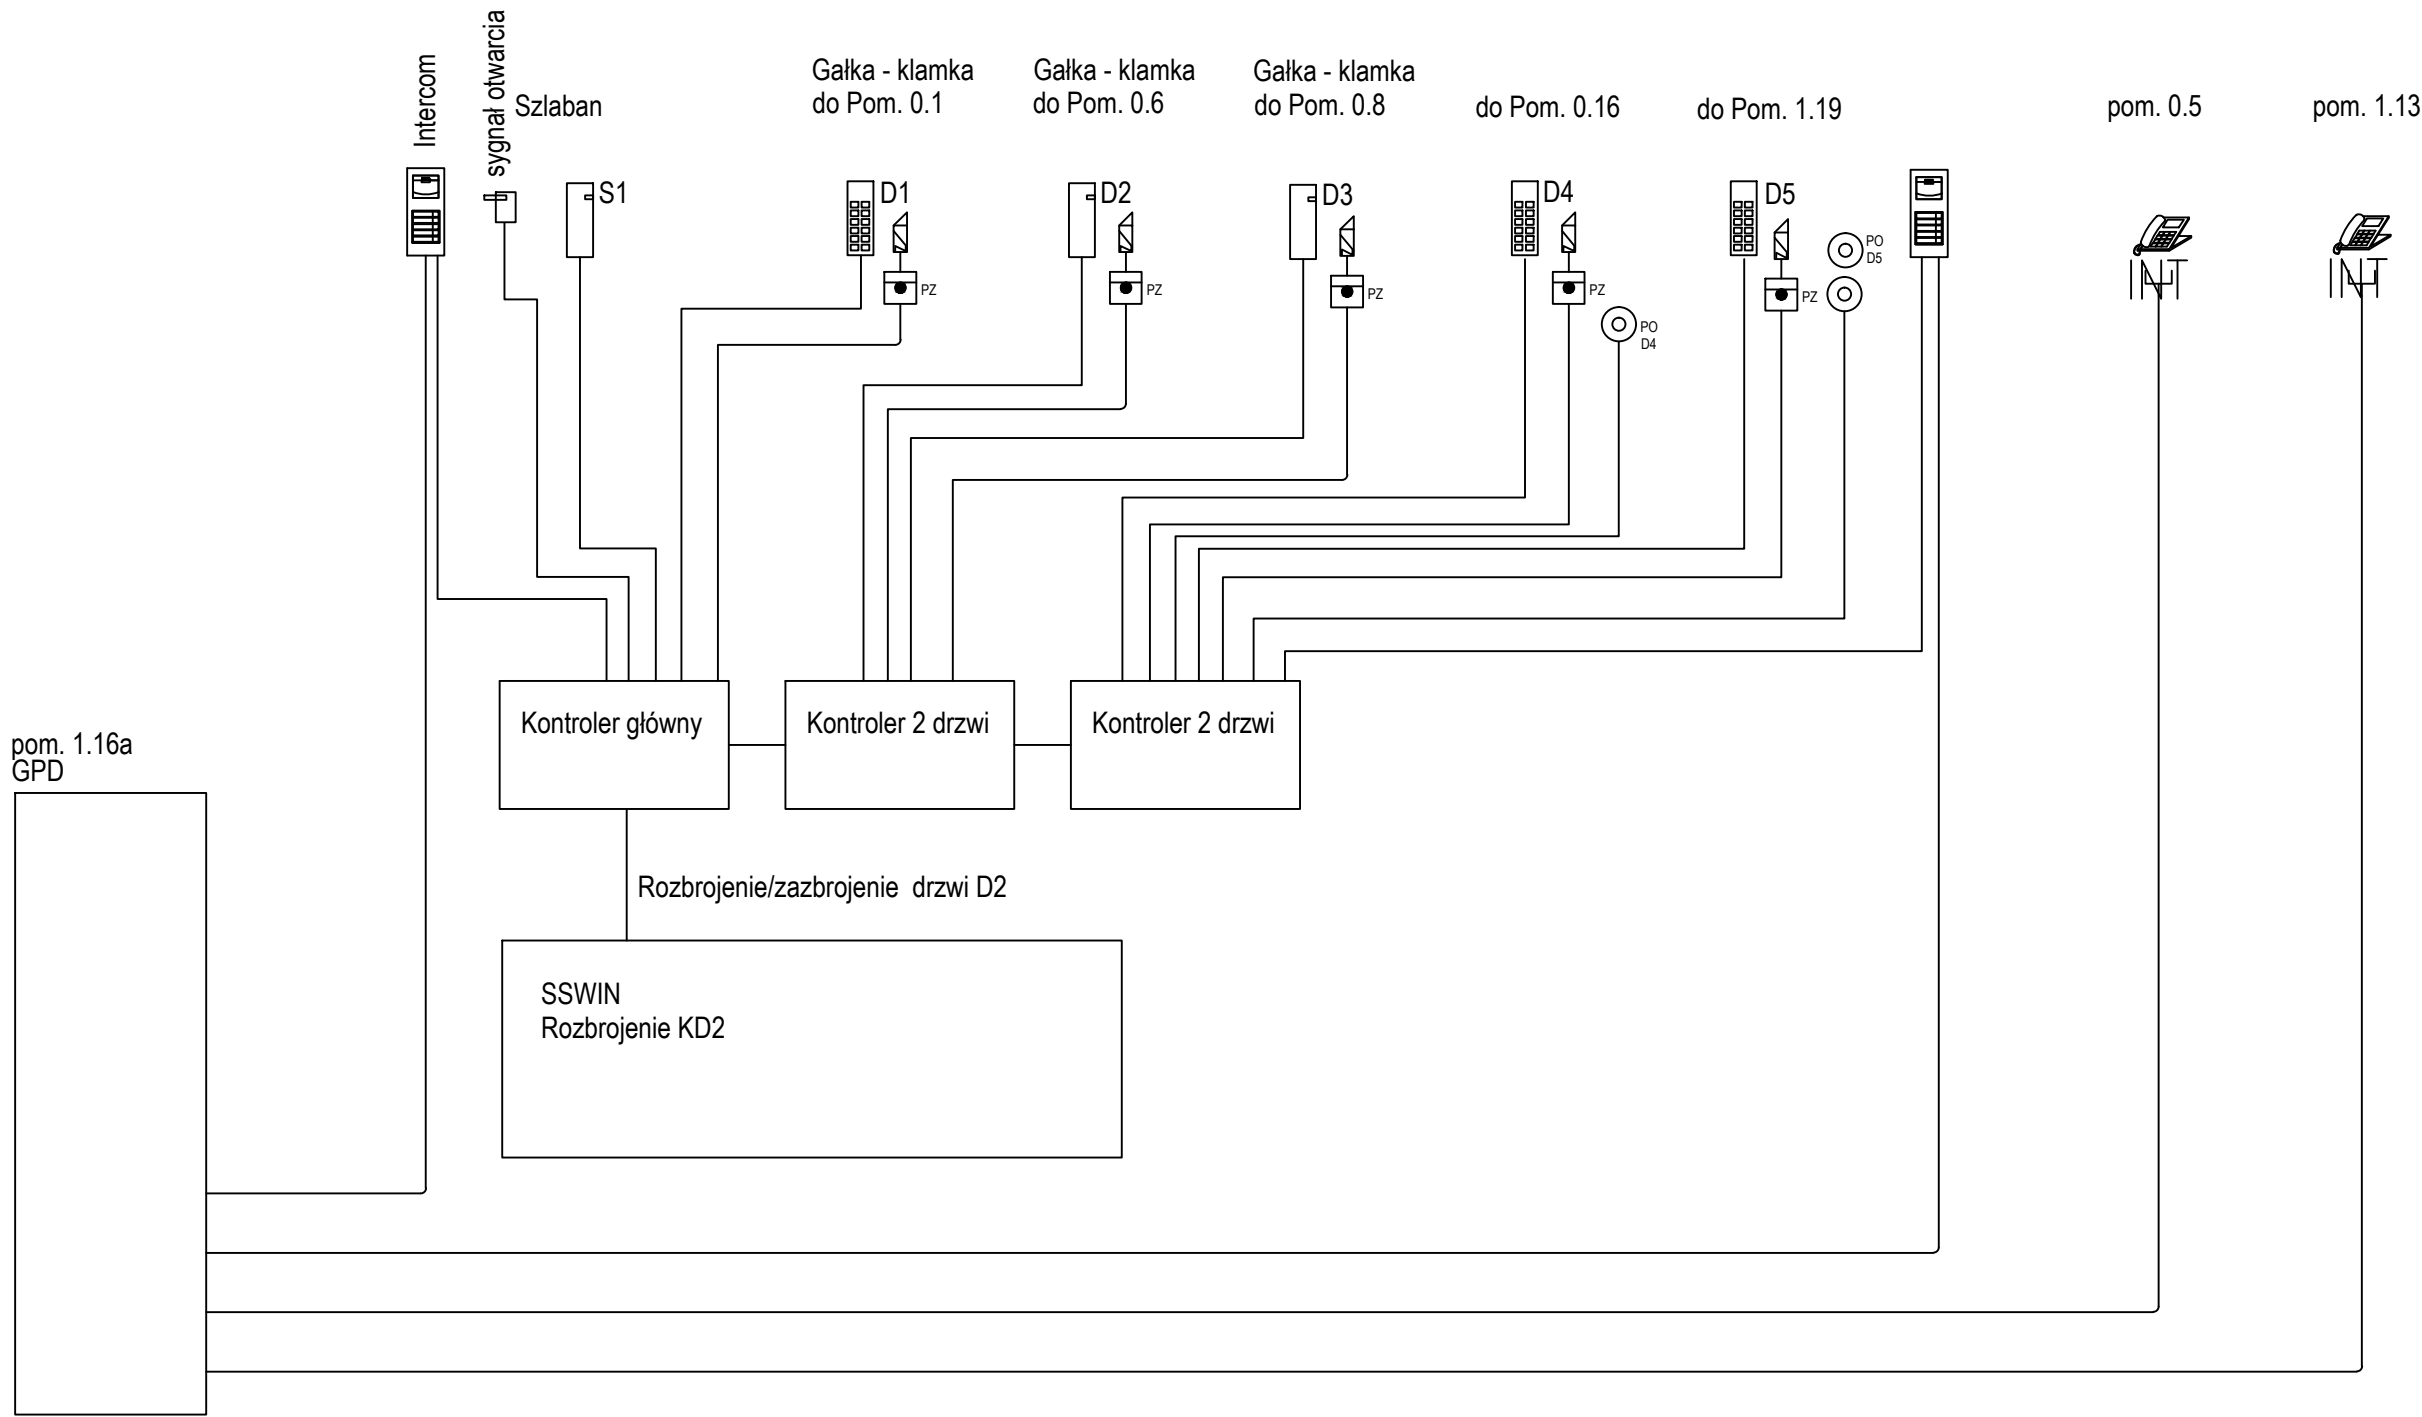 Intercom
sygnał otwarcia
Szlaban
Gałka - klamka
do Pom. 0.1
Gałka - klamka
do Pom. 0.6
Gałka - klamka
do Pom. 0.8
do Pom. 0.16
do Pom. 1.19
pom. 0.5
pom. 1.13
S1
D1
D2
D3
D4
D5
PZ
PZ
PZ
PZ
PZ
PO
D4
PO
D5
INT
INT
Kontroler główny
Kontroler 2 drzwi
Kontroler 2 drzwi
pom. 1.16a
GPD
Rozbrojenie/zazbrojenie drzwi D2
SSWIN
Rozbrojenie KD2